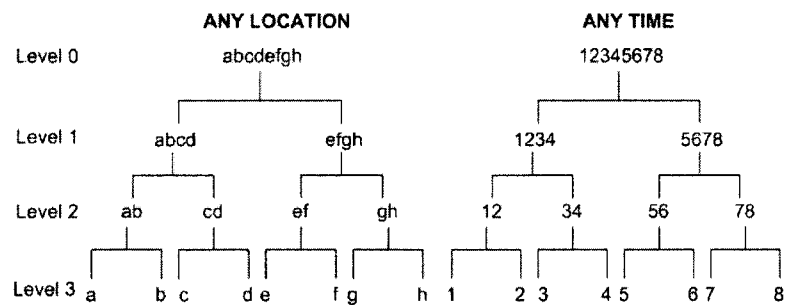 ANY LOCATION ANY TIME
Level 0 abcdefgh 12345678
Level 1 abcd efgh 1234 5678
Level 2 ab cd ef gh 12 34 56 78
Level 3 a b c d e f g h 1 2 3 4 5 6 7 8